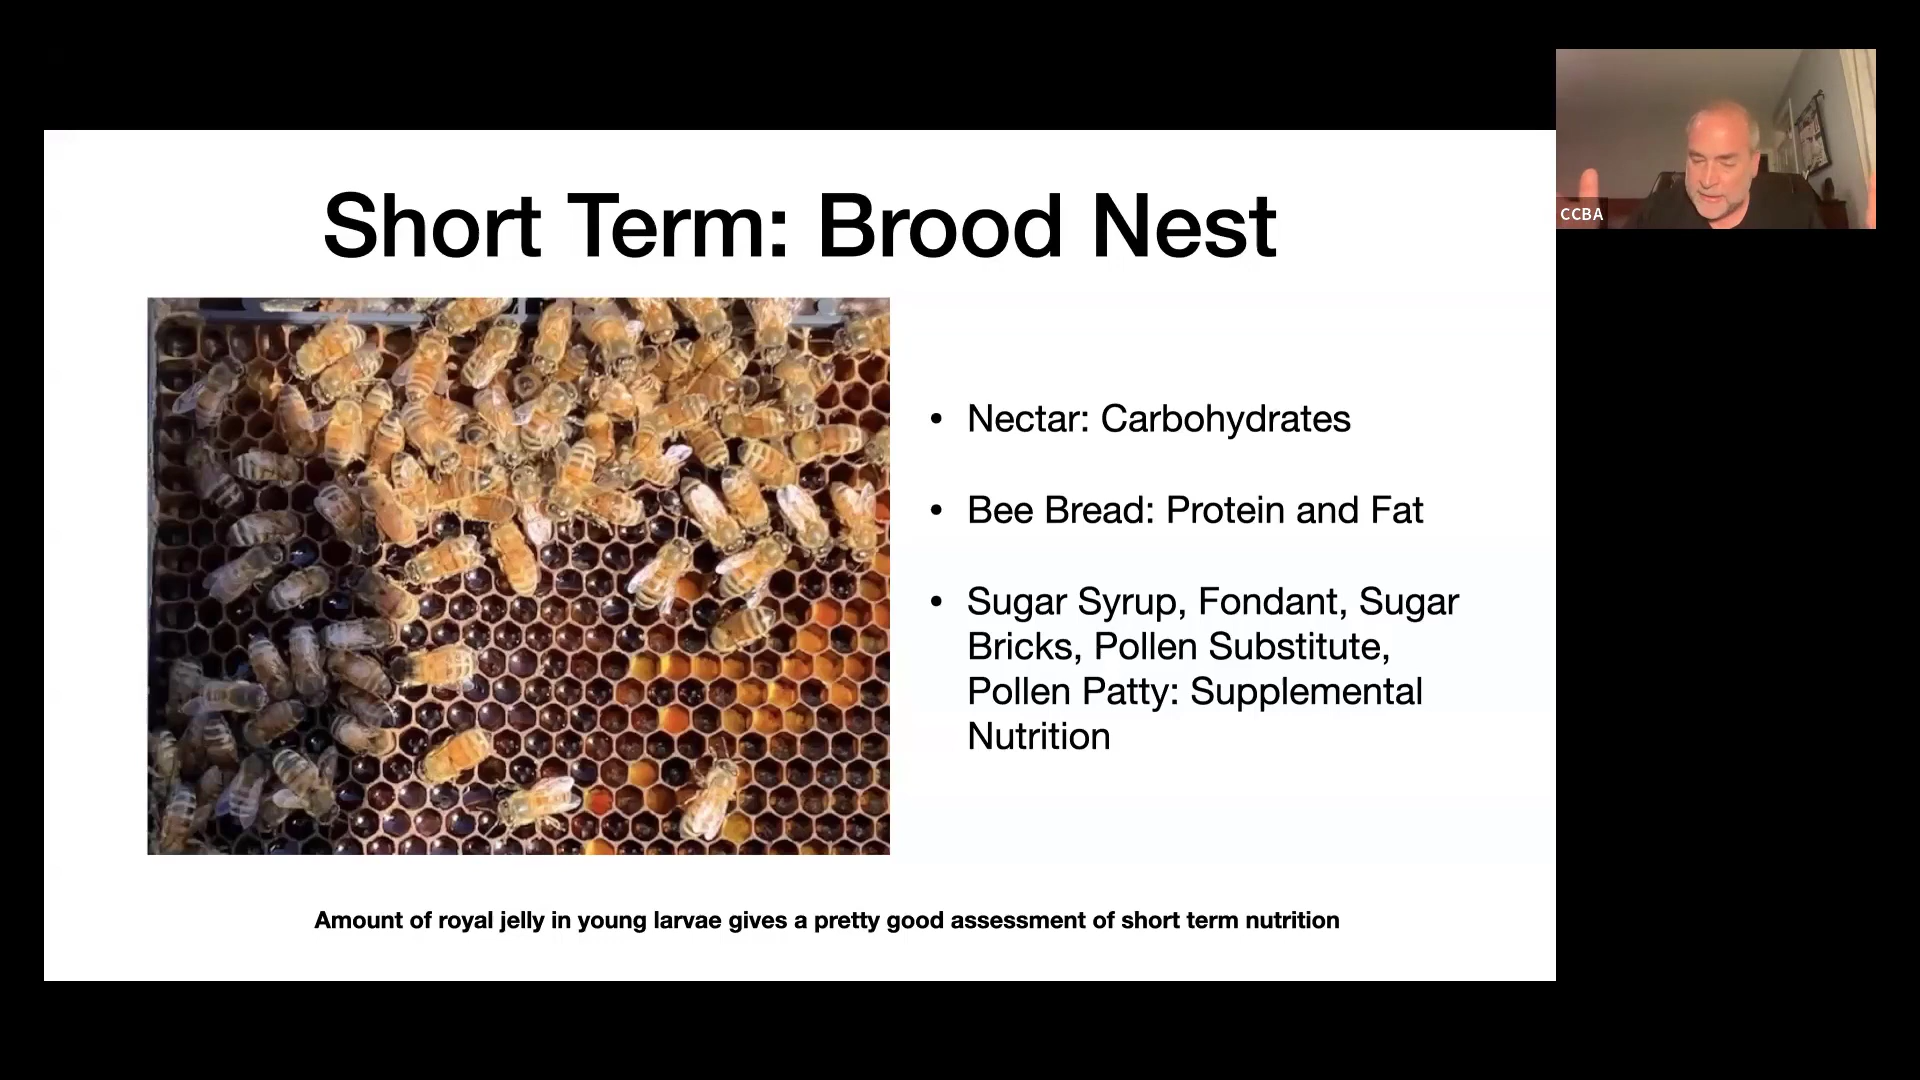 Short Term: Brood Nest
CCBA
• Nectar: Carbohydrates
• Bee Bread: Protein and Fat
• Sugar Syrup, Fondant, Sugar
Bricks, Pollen Substitute,
Pollen Patty: Supplemental
Nutrition
Amount of royal jelly in young larvae gives a pretty good assessment of short term nutrition